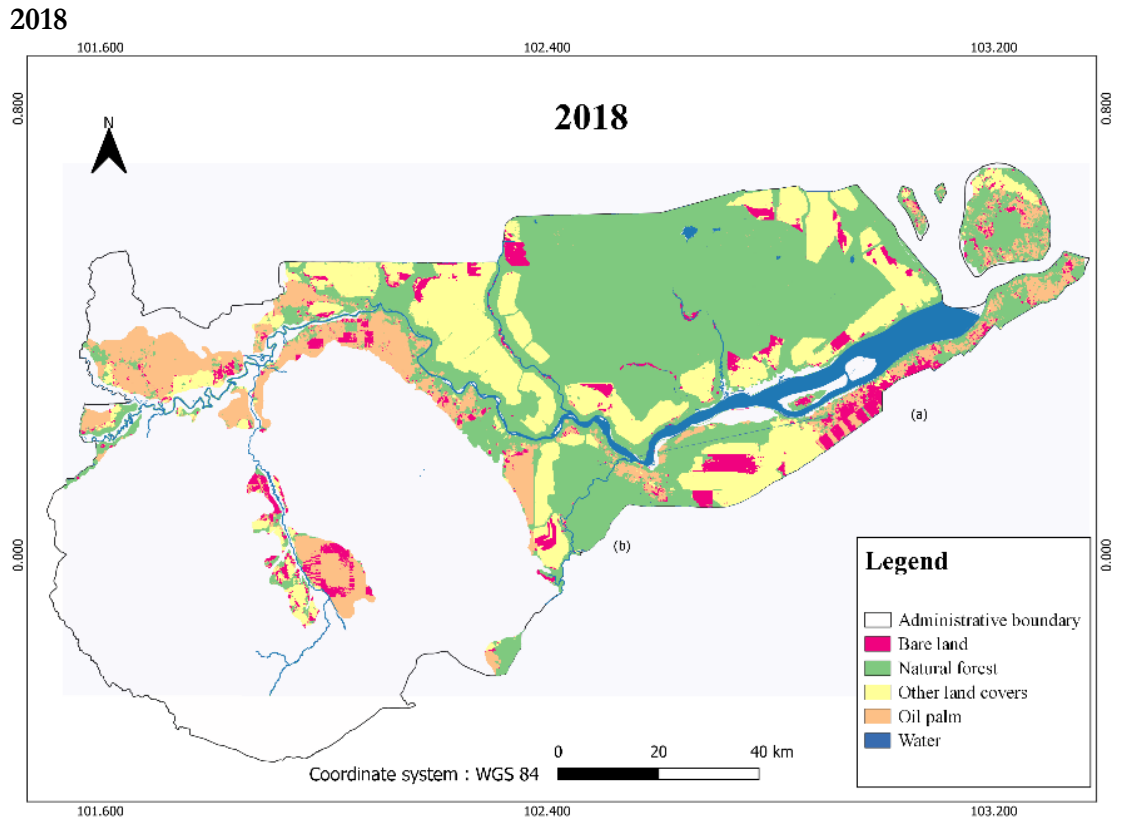 2018
101.600 102.400 103.200
0.800 0.800
2018
N
(a)
(b)
0.000 0.000
Legend
Administrative boundary
Bare land
Natural forest
Other land covers
Oil palm
Water
0 20 40 km
Coordinate system : WGS 84
101.600 102.400 103.200